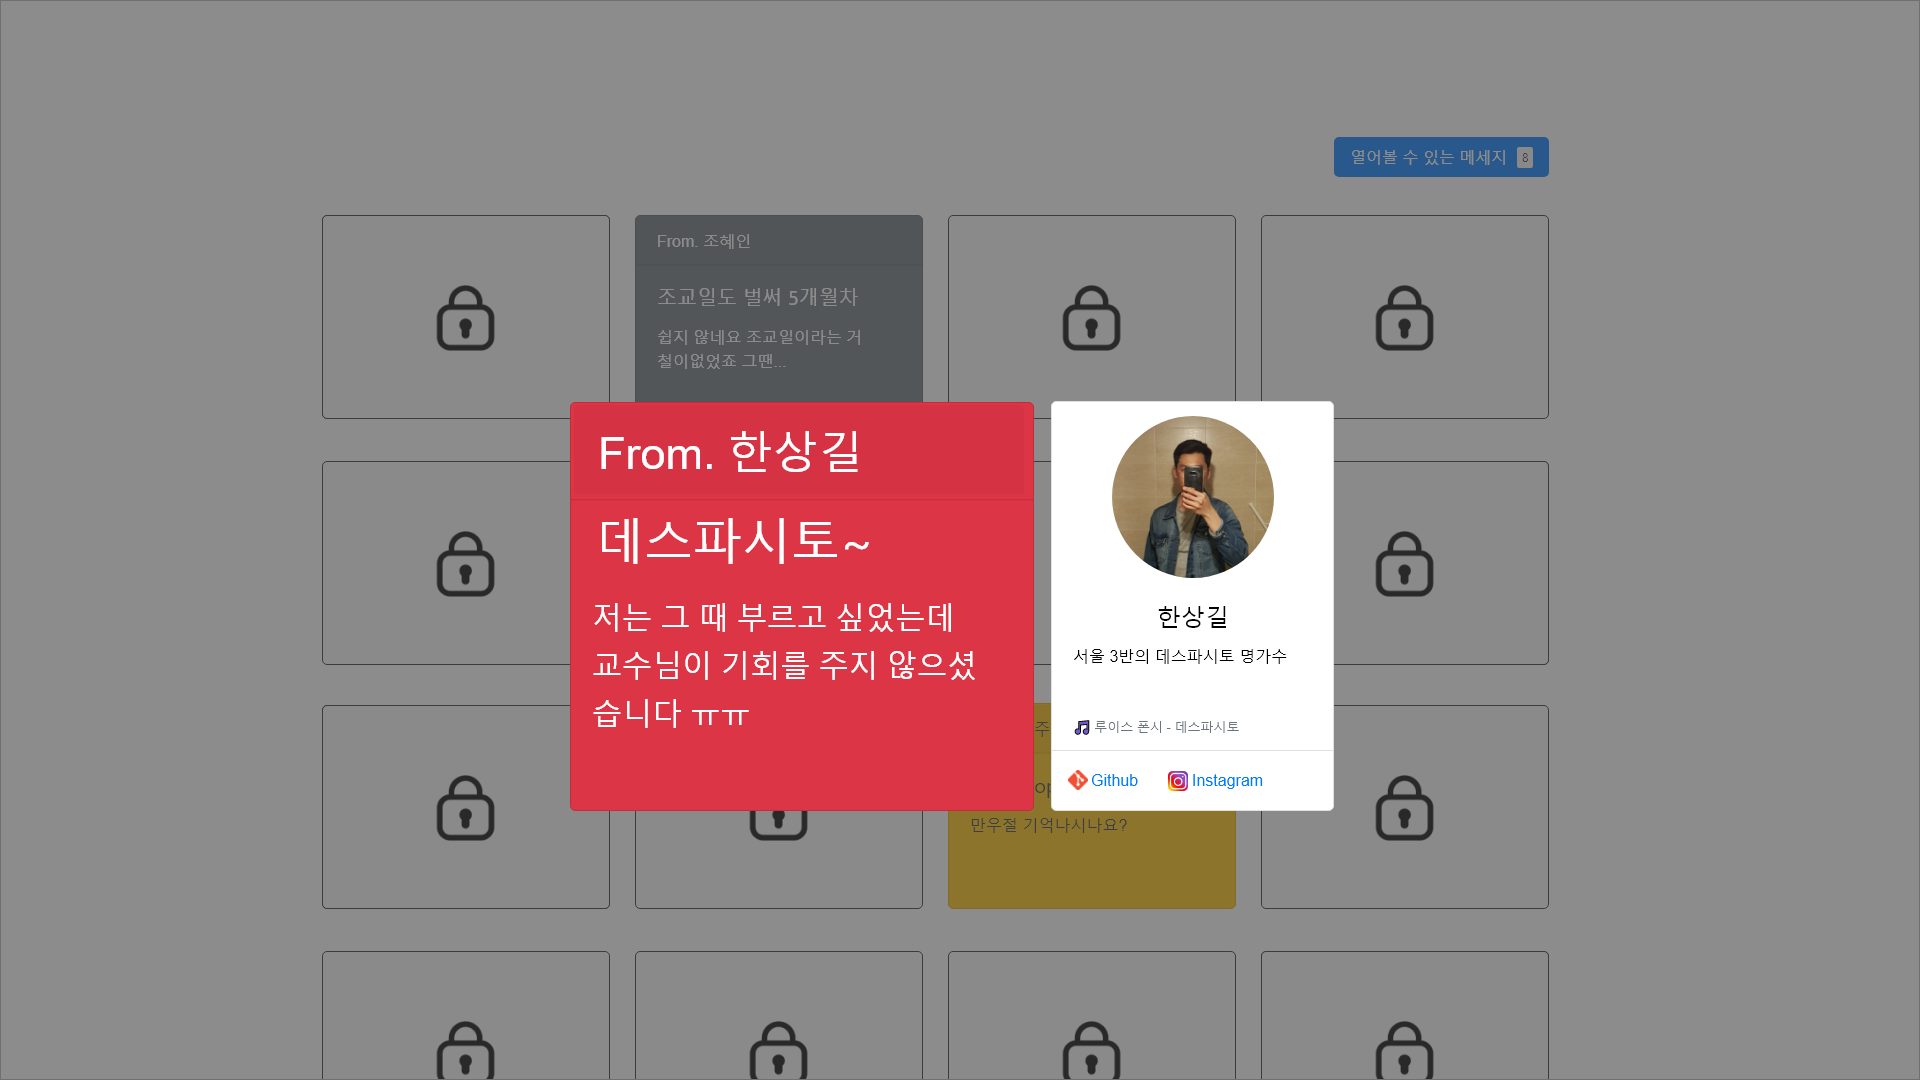 열어볼 수 있는 메세지 8
From. 조혜인
조교일도 벌써 5개월차
쉽지 않네요 조교일이라는 거
철이없었죠 그땐...
From. 한상길
데스파시토~
저는 그 때 부르고 싶었는데
교수님이 기회를 주지 않으셨
습니다 ㅠㅠ
한상길
서울 3반의 데스파시토 명가수
루이스 폰시 - 데스파시토
Github
Instagram
주
만우절 기억나시나요?